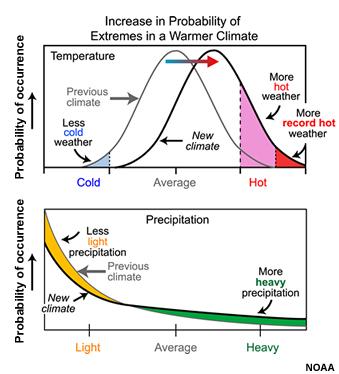 Increase in Probability of
Extremes in a Warmer Climate
Probability of occurrence
Temperature
Previous
climate
Less
cold
weather
New
climate
More
hot
weather
More
record hot
weather
Cold
Average
Hot
Probability of occurrence
Precipitation
Less
light
precipitation
Previous
climate
New
climate
More
heavy
precipitation
Light
Average
Heavy
NOAA